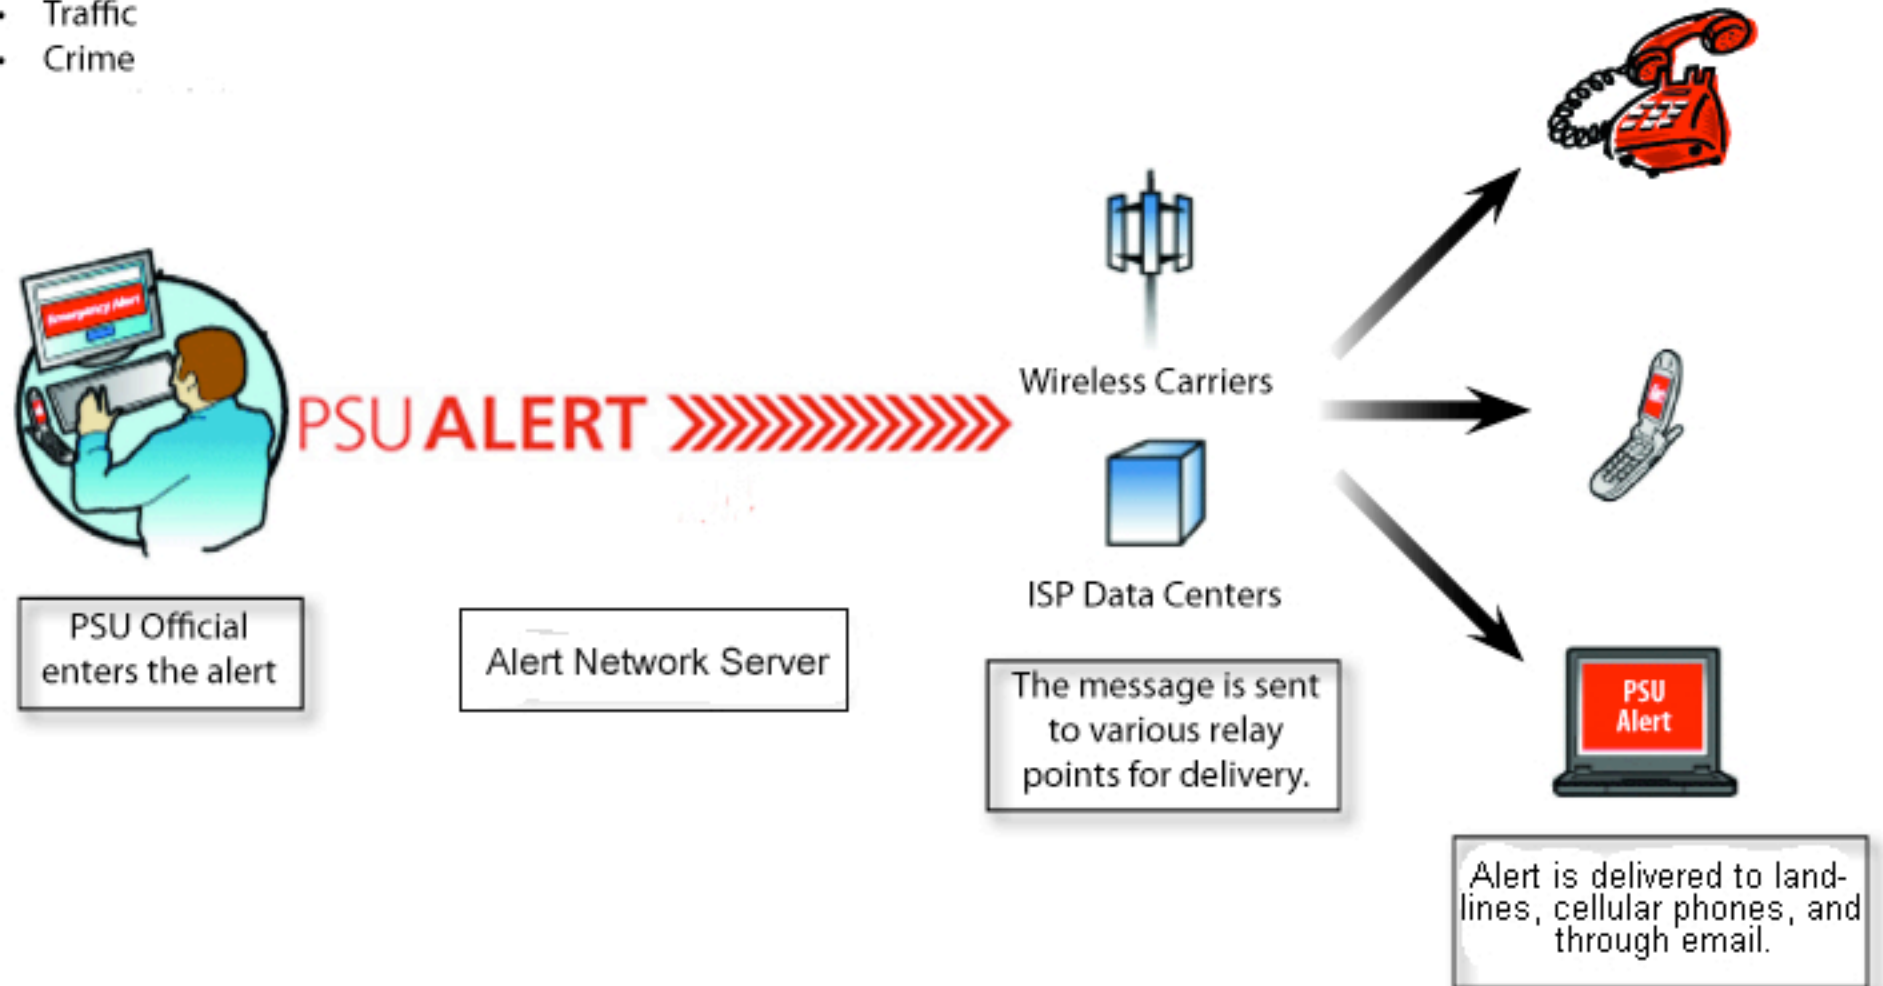 • Traffic
• Crime
Emergency Alert
PSU ALERT
Wireless Carriers
ISP Data Centers
PSU Official
enters the alert
Alert Network Server
The message is sent
to various relay
points for delivery.
PSU
Alert
Alert is delivered to land-
lines, cellular phones, and
through email.